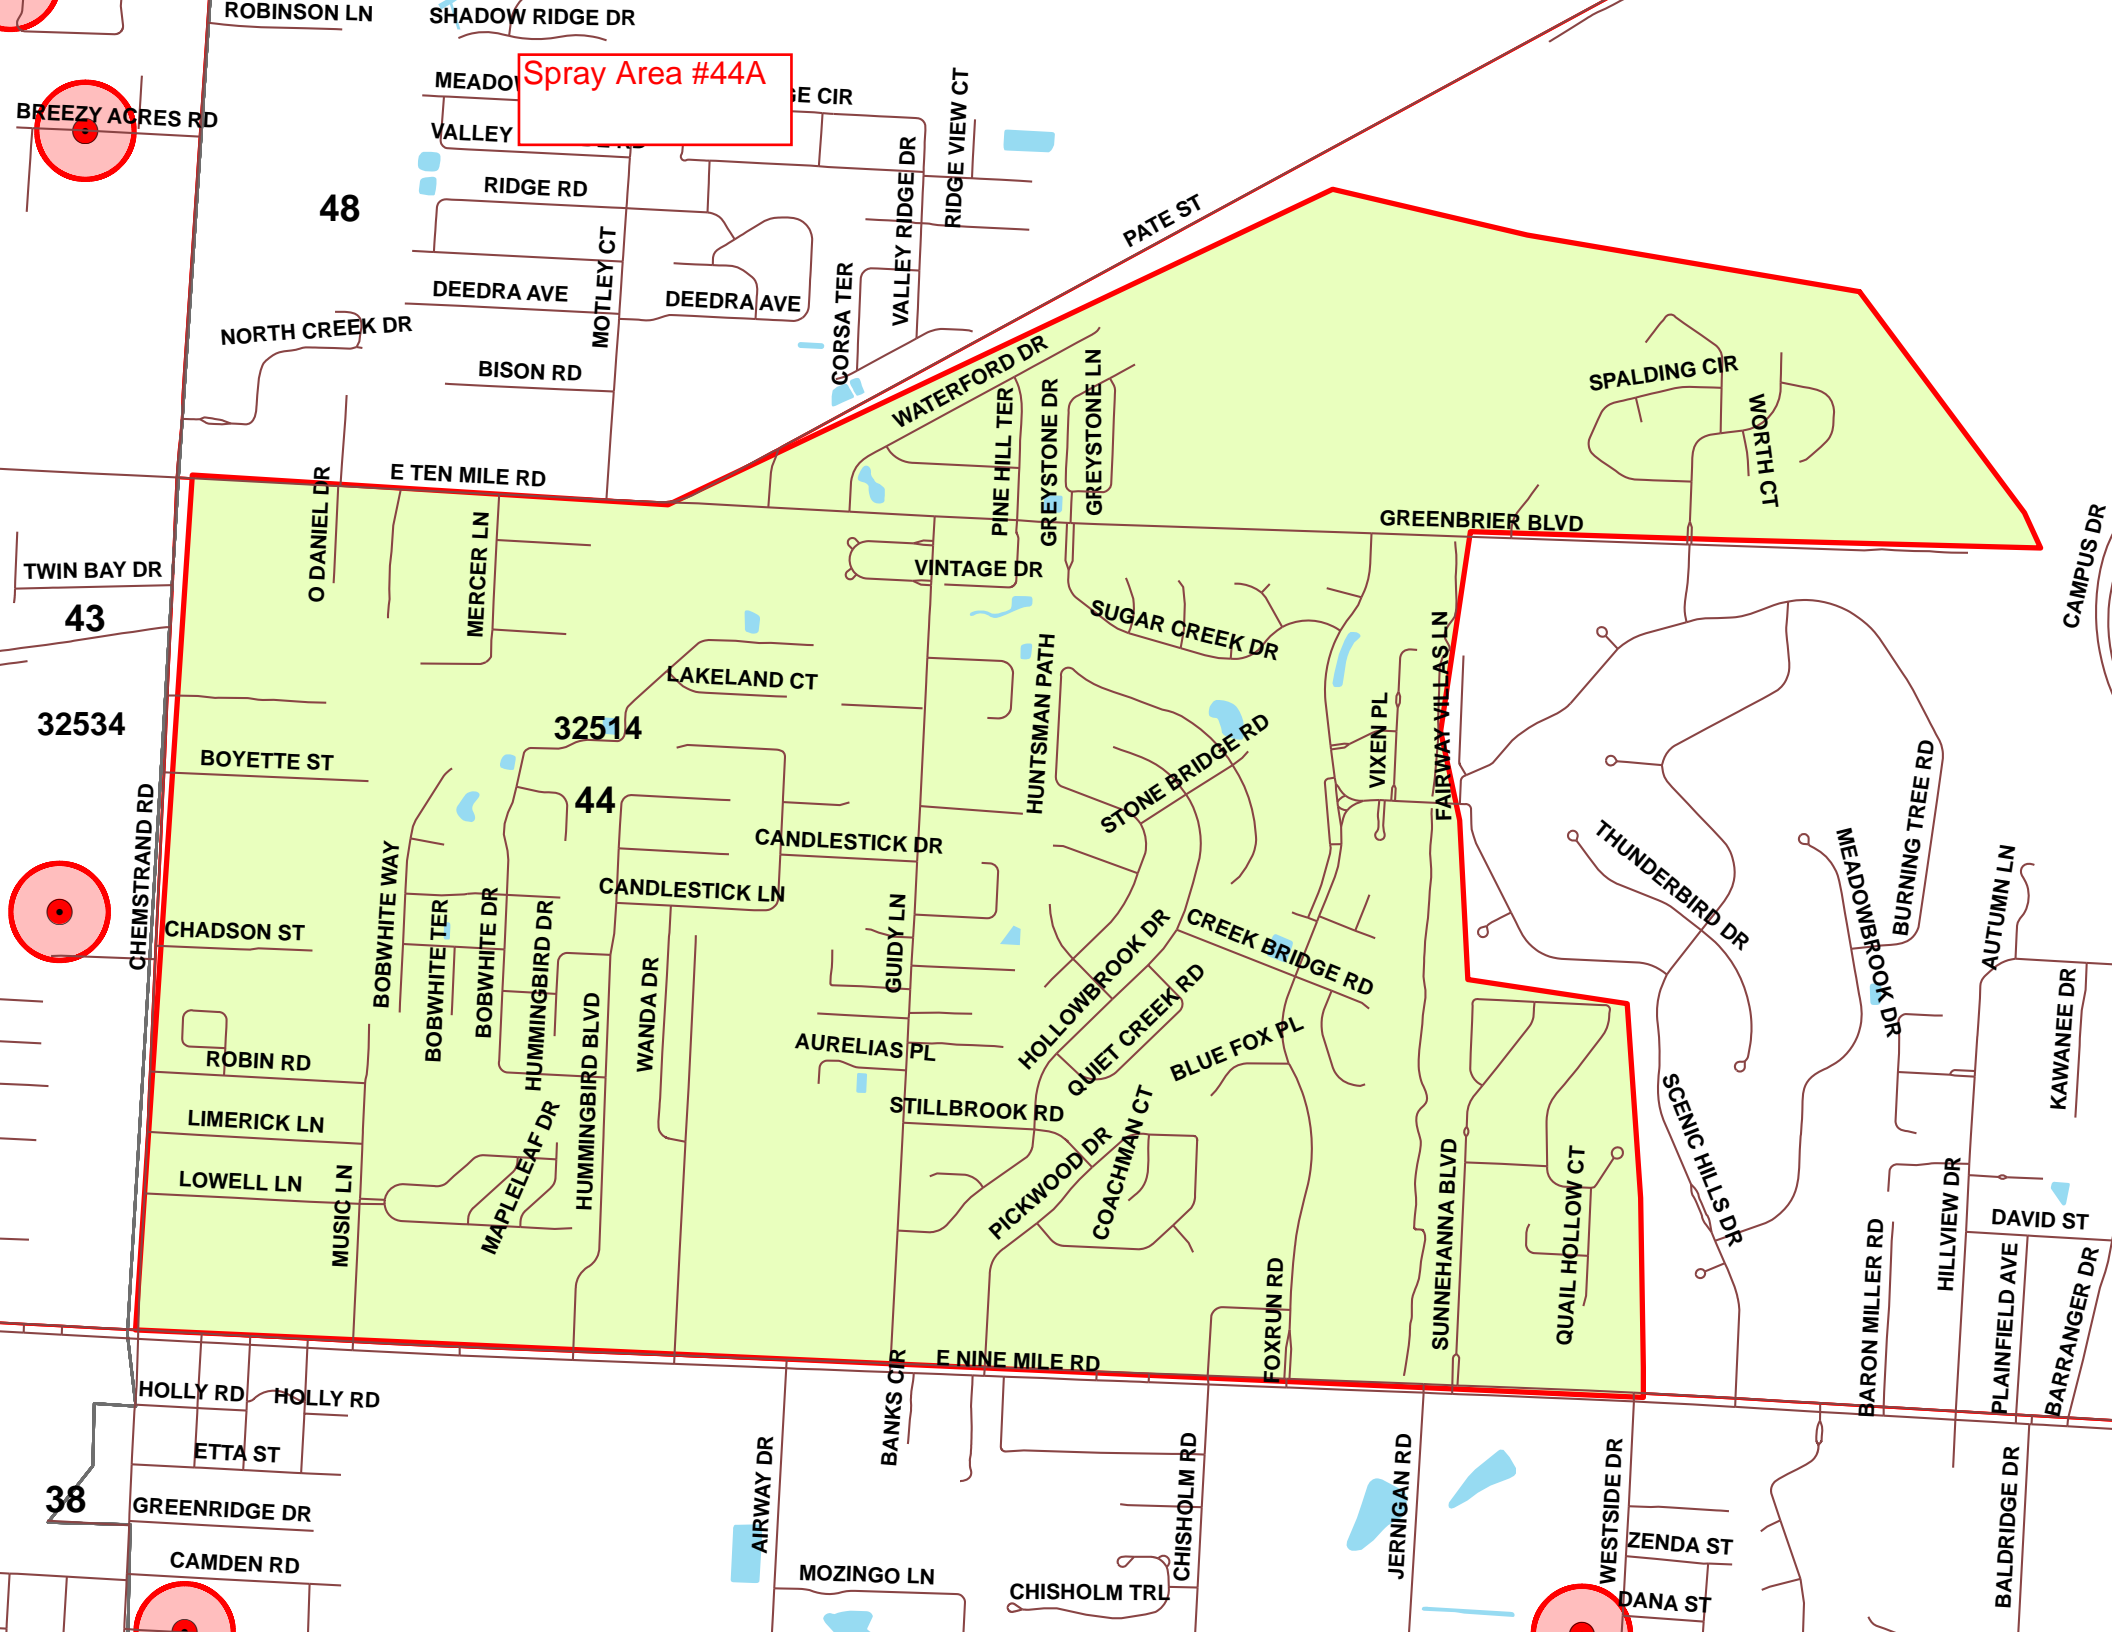 ROBINSON LN
SHADOW RIDGE DR
Spray Area #44A
MEADOW
GE CIR
RIDGE VIEW CT
BREEZY ACRES RD
VALLEY
RD
48
RIDGE RD
VALLEY RIDGE DR
PATE ST
MOTLEY CT
DEEDRA AVE
DEEDRA AVE
CORSA TER
NORTH CREEK DR
BISON RD
WATERFORD DR
PINE HILL TER
GREYSTONE DR
GREYSTONE LN
SPALDING CIR
WORTH CT
E TEN MILE RD
O DANIEL DR
MERCER LN
GREENBRIER BLVD
CAMPUS DR
TWIN BAY DR
VINTAGE DR
43
SUGAR CREEK DR
HUNTSMAN PATH
LAKELAND CT
32534
32514
STONE BRIDGE RD
VIXEN PL
FAIRWAY VILLAS LN
BOYETTE ST
44
CHEMSTRAND RD
CANDLESTICK DR
THUNDERBIRD DR
MEADOWBROOK DR
BURNING TREE RD
AUTUMN LN
CANDLESTICK LN
BOBWHITE WAY
BOBWHITE TER
BOBWHITE DR
HUMMINGBIRD DR
GUIDY LN
CHADSON ST
CREEK BRIDGE RD
HOLLOWBROOK DR
QUIET CREEK RD
WANDA DR
HUMMINGBIRD BLVD
KAWANEE DR
ROBIN RD
AURELIAS PL
BLUE FOX PL
LIMERICK LN
STILLBROOK RD
COACHMAN CT
PICKWOOD DR
SCENIC HILLS DR
LOWELL LN
MUSIC LN
MAPLELEAF DR
SUNNEHANNA BLVD
QUAIL HOLLOW CT
HILLVIEW DR
DAVID ST
BARON MILLER RD
PLAINFIELD AVE
BARRANGER DR
FOXRUN RD
E NINE MILE RD
BANKS CIR
HOLLY RD
HOLLY RD
ETTA ST
AIRWAY DR
CHISHOLM RD
JERNIGAN RD
WESTSIDE DR
BALDRIDGE DR
38
GREENRIDGE DR
ZENDA ST
CAMDEN RD
MOZINGO LN
CHISHOLM TRL
DANA ST